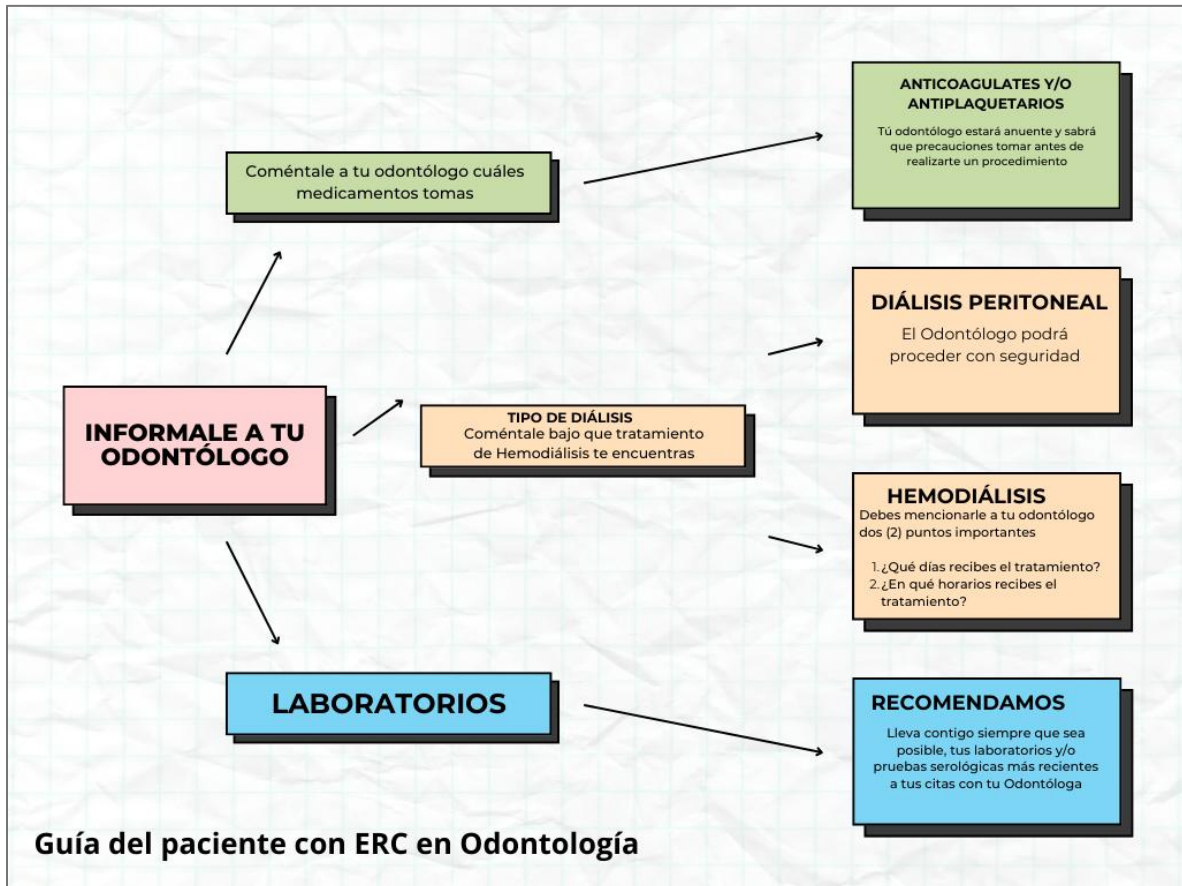 ANTICOAGULATES Y/O
ANTIPLAQUETARIOS
Tú odontólogo estará anuente y sabrá
que precauciones tomar antes de
realizarte un procedimiento
Coméntale a tu odontólogo cuáles
medicamentos tomas
DIÁLISIS PERITONEAL
El Odontólogo podrá
proceder con seguridad
INFORMALE A TU
ODONTÓLOGO
TIPO DE DIÁLISIS
Coméntale bajo que tratamiento
de Hemodiálisis te encuentras
HEMODIÁLISIS
Debes mencionarle a tu odontólogo
dos (2) puntos importantes
1. ¿Qué días recibes el tratamiento?
2. ¿En qué horarios recibes el
tratamiento?
LABORATORIOS
RECOMENDAMOS
Lleva contigo siempre que sea
posible, tus laboratorios y/o
pruebas serológicas más recientes
a tus citas con tu Odontóloga
Guía del paciente con ERC en Odontología